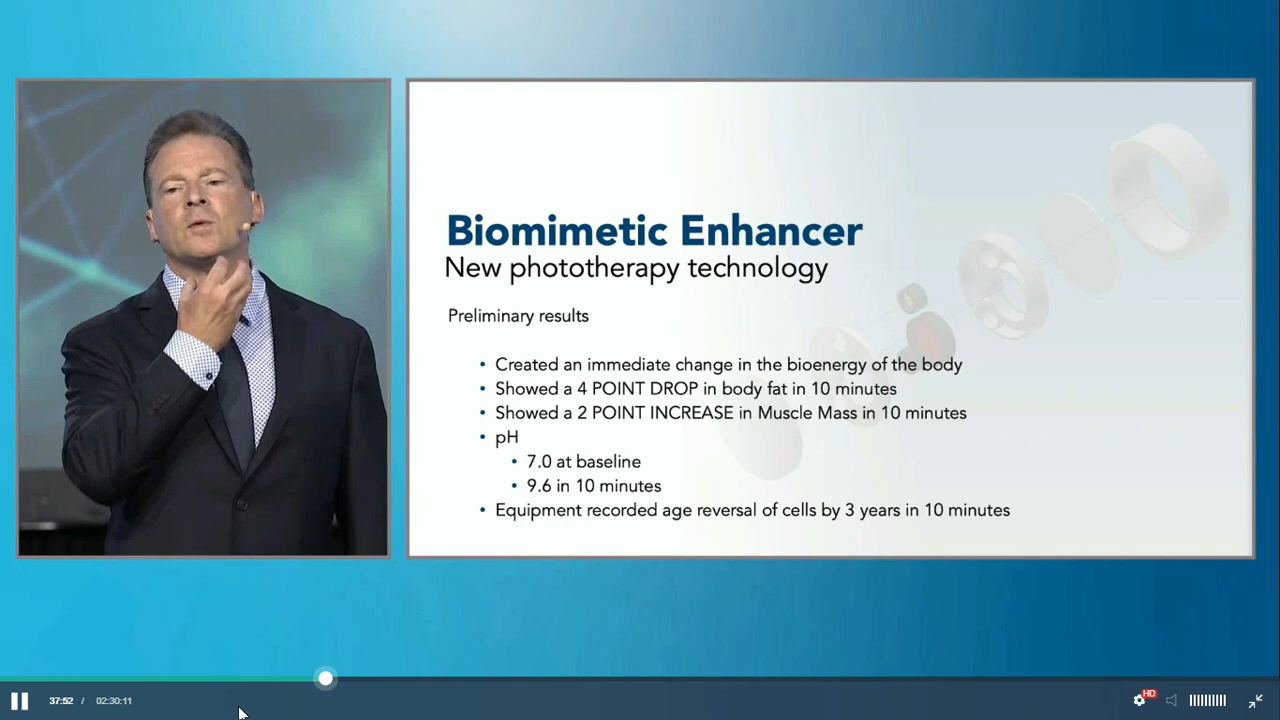 Biomimetic Enhancer
New phototherapy technology
Preliminary results
• Created an immediate change in the bioenergy of the body
• Showed a 4 POINT DROP in body fat in 10 minutes
• Showed a 2 POINT INCREASE in Muscle Mass in 10 minutes
• pH
• 7.0 at baseline
• 9.6 in 10 minutes
• Equipment recorded age reversal of cells by 3 years in 10 minutes
37:52 / 02:30:11
HD